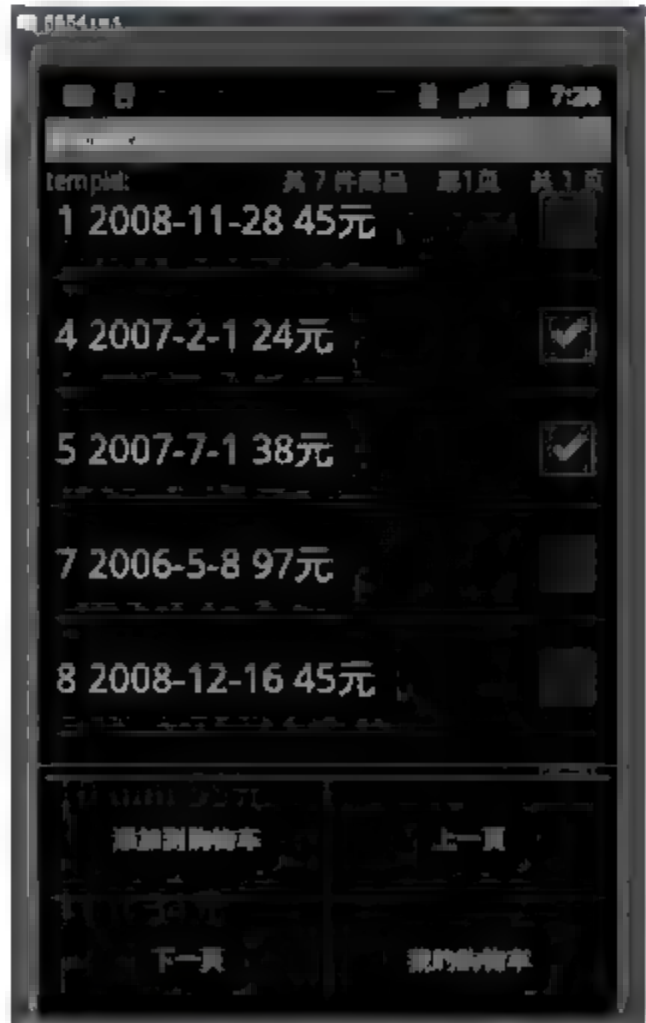 7:30
tempid: 共 7 件商品 第1页 共 1 页
1 2008-11-28 45元
4 2007-2-1 24元
5 2007-7-1 38元
7 2006-5-8 97元
8 2008-12-16 45元
添加到购物车 上一页
下一页 我的购物车